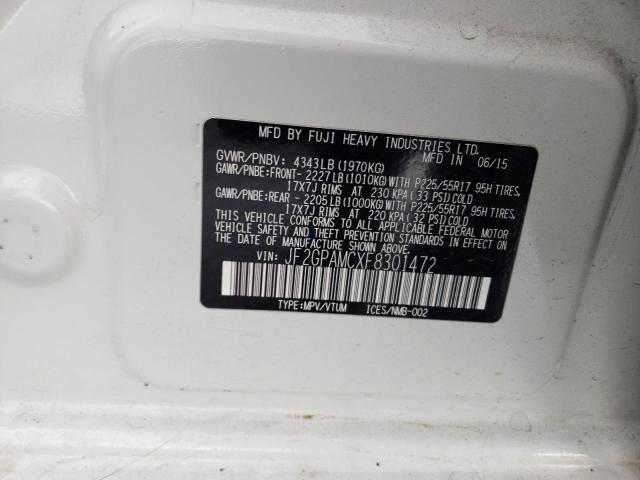 MFD BY FUJI HEAVY INDUSTRIES LTD.
GVWR/PNBV: 4343LB (1970KG) MFD. IN 06/15
GAWR/PNBE:FRONT- 2227LB (1010KG) WITH P225/55R17 95H TIRES,
17X7J RIMS AT 230 KPA (33 PSI) COLD
GAWR/PNBE:REAR - 2205LB (1000KG) WITH P225/55R17 95H TIRES,
17X7J RIMS AT 220 KPA (32 PSI) COLD
THIS VEHICLE CONFORMS TO ALL APPLICABLE FEDERAL MOTOR
VEHICLE SAFETY, BUMPER, AND THEFT PREVENTION STANDARDS
IN EFFECT ON THE DATE OF MANUFACTURE SHOWN ABOVE.
VIN: JF2GPAMCXF8301472
TYPE:MPV/VTUM ICES/NMB-002